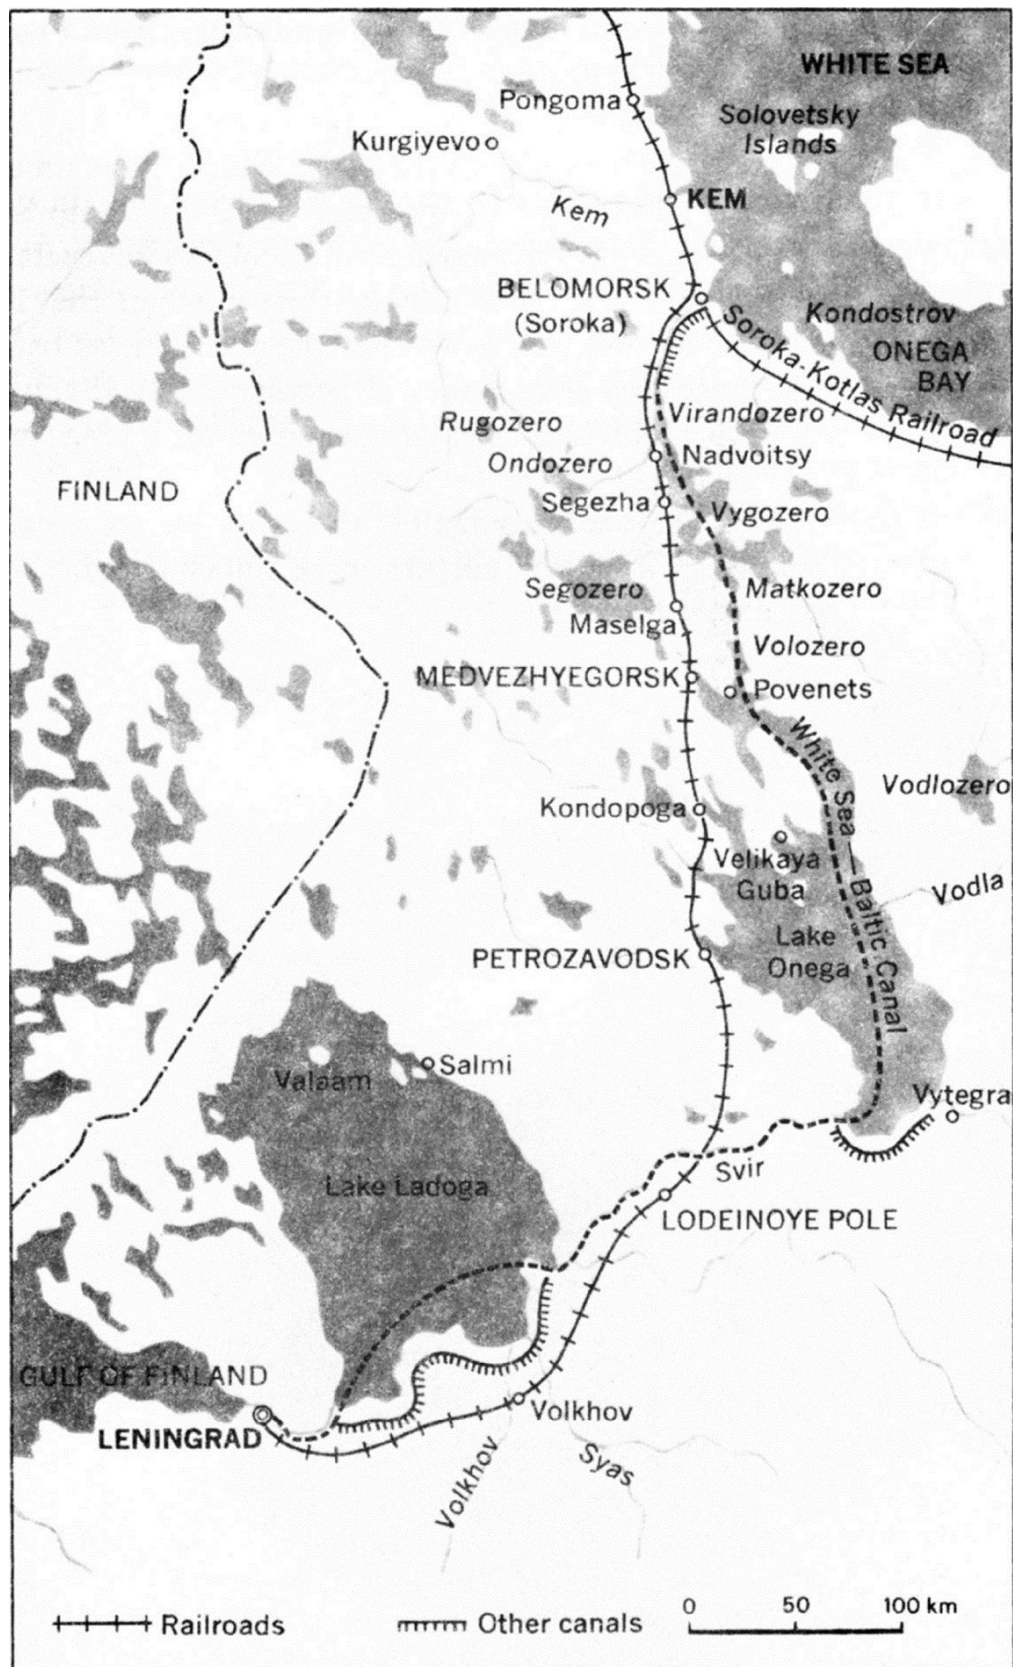 WHITE SEA
Pongoma
Solovetsky
Islands
Kurgiyevo
KEM
Kem
BELOMORSK
(Soroka)
Kondostrov
Soroka-Kotlas Railroad
ONEGA
BAY
Virandozero
Rugozero
Nadvoitsy
Ondozero
FINLAND
Segezha
Vygozero
Segozero
Matkozero
Maselga
Volozero
MEDVEZHYEGORSK
Povenets
White Sea—Baltic Canal
Vodlozero
Kondopoga
Velikaya
Guba
Vodla
Lake
Onega
PETROZAVODSK
Salmi
Valaam
Vytegra
Svir
Lake Ladoga
LODEINOYE POLE
GULF OF FINLAND
Volkhov
LENINGRAD
Volkhov
Syas
0 50 100 km
Railroads
Other canals